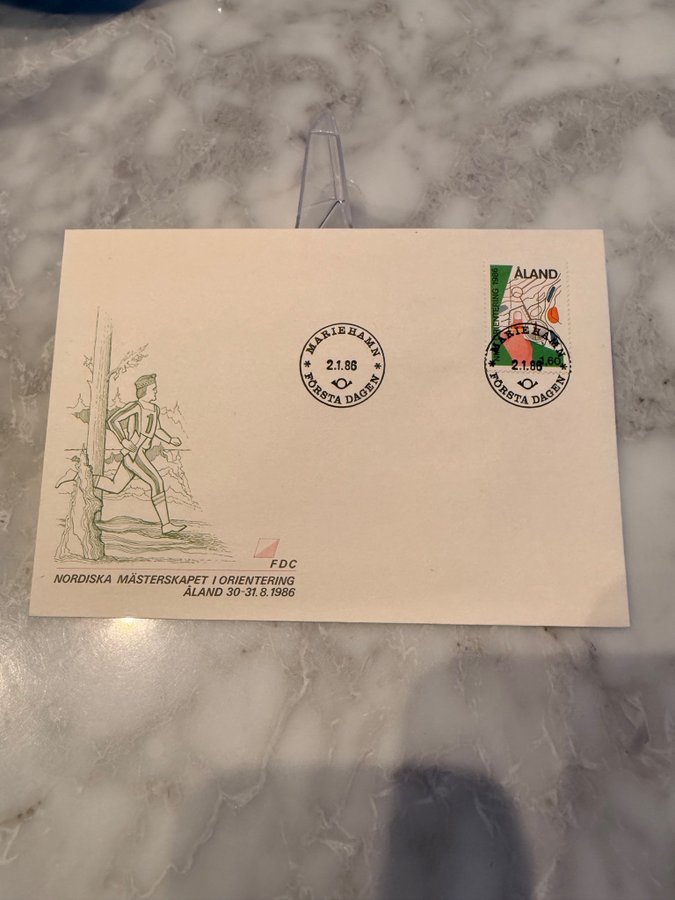 ÅLAND
ORIENTERING 1986
1.60
MARIEHAMN
2.1.86
FÖRSTA DAGEN
MARIEHAMN
2.1.86
FÖRSTA DAGEN
FDC
NORDISKA MÄSTERSKAPET I ORIENTERING
ÅLAND 30-31.8.1986